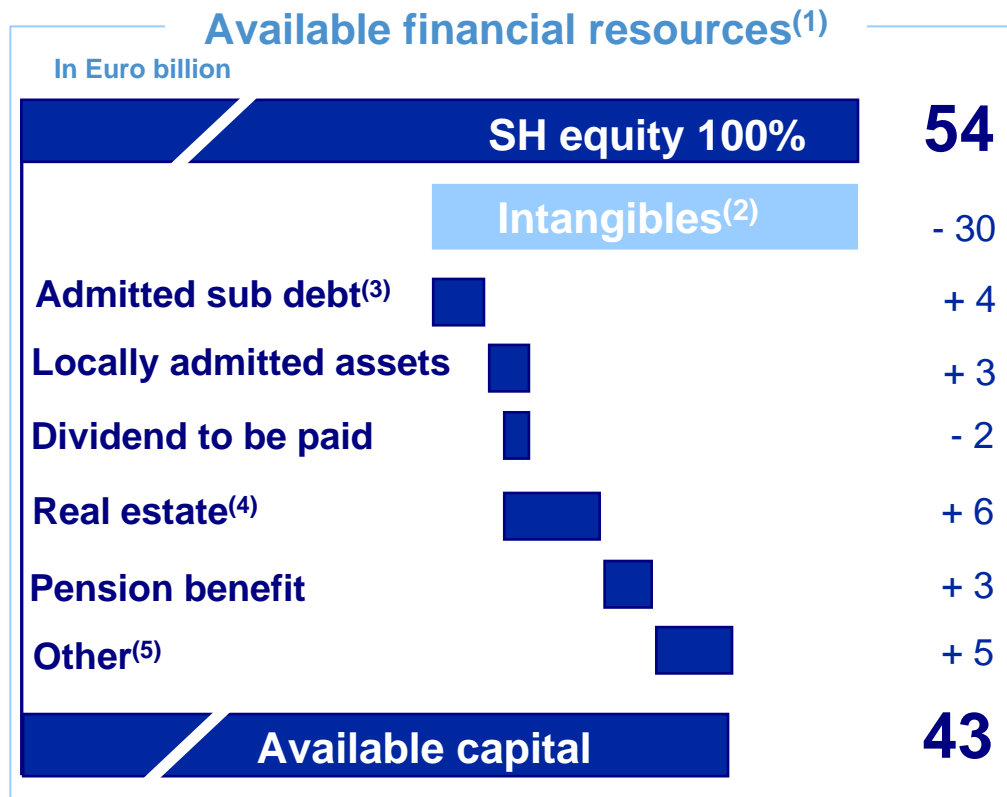 Available financial resources(1)
In Euro billion
SH equity 100% 54
Intangibles(2) - 30
Admitted sub debt(3) + 4
Locally admitted assets + 3
Dividend to be paid - 2
Real estate(4) + 6
Pension benefit + 3
Other(5) + 5
Available capital 43